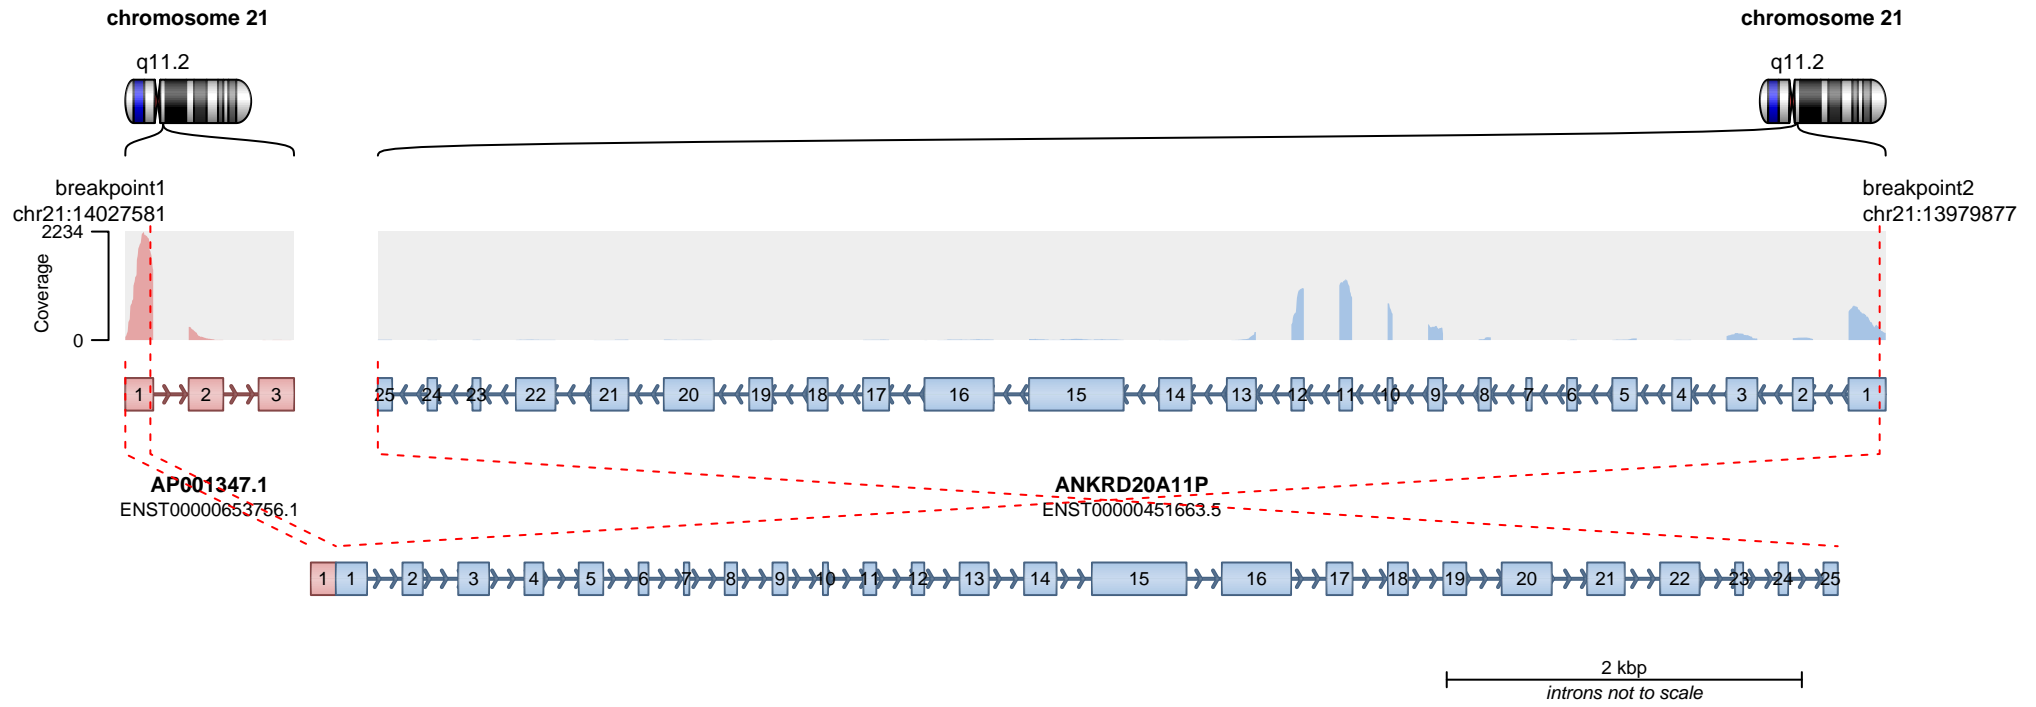 chromosome 21
chromosome 21
q11.2
q11.2
breakpoint1
chr21:14027581
breakpoint2
chr21:13979877
2234
Coverage
0
1 2 3
25 24 23 22 21 20 19 18 17 16 15 14 13 12 11 10 9 8 7 6 5 4 3 2 1
AP001347.1
ENST00000653756.1
ANKRD20A11P
ENST00000451663.5
1 1 2 3 4 5 6 7 8 9 10 11 12 13 14 15 16 17 18 19 20 21 22 23 24 25
2 kbp
introns not to scale